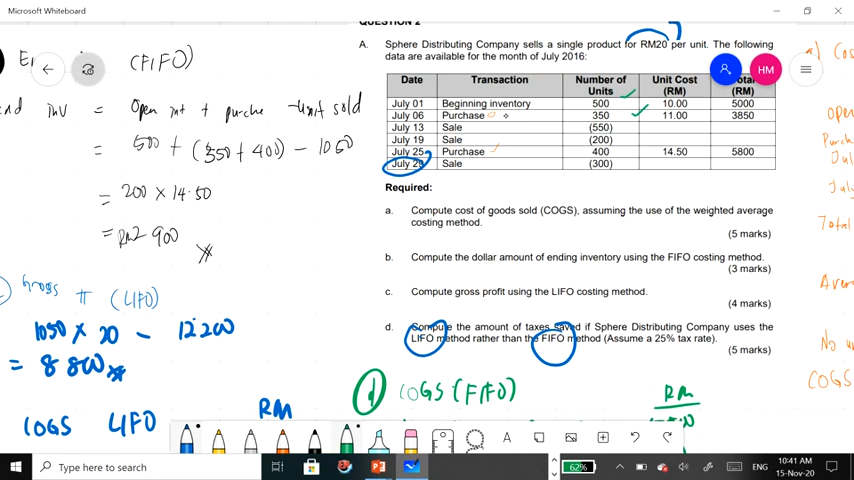 Microsoft Whiteboard
QUESTION 2
(FIFO)
A. Sphere Distributing Company sells a single product for RM20 per unit. The following
data are available for the month of July 2016:
HM
Date Transaction Number of Units Unit Cost (RM) (RM)
July 01 Beginning inventory 500 10.00 5000
July 06 Purchase 350 11.00 3850
July 13 Sale (550)
July 19 Sale (200)
July 25 Purchase 400 14.50 5800
July 29 Sale (300)
end inv = open inv + purchase - unit sold
= 500 + (350 + 400) - 1050
= 200 x 14.50
= RM2 900
Gross π (LIFO)
1050 x 20 - 12200
= 8 800
COGS LIFO RM
Required:
a. Compute cost of goods sold (COGS), assuming the use of the weighted average
costing method.
(5 marks)
b. Compute the dollar amount of ending inventory using the FIFO costing method.
(3 marks)
c. Compute gross profit using the LIFO costing method.
(4 marks)
d. Compute the amount of taxes saved if Sphere Distributing Company uses the
LIFO method rather than the FIFO method (Assume a 25% tax rate).
(5 marks)
d COGS (FIFO) RM
a) Cos
Open
Purch
July
July
Total
Avera
No un
COGS
Type here to search
62%
ENG
10:41 AM
15-Nov-20